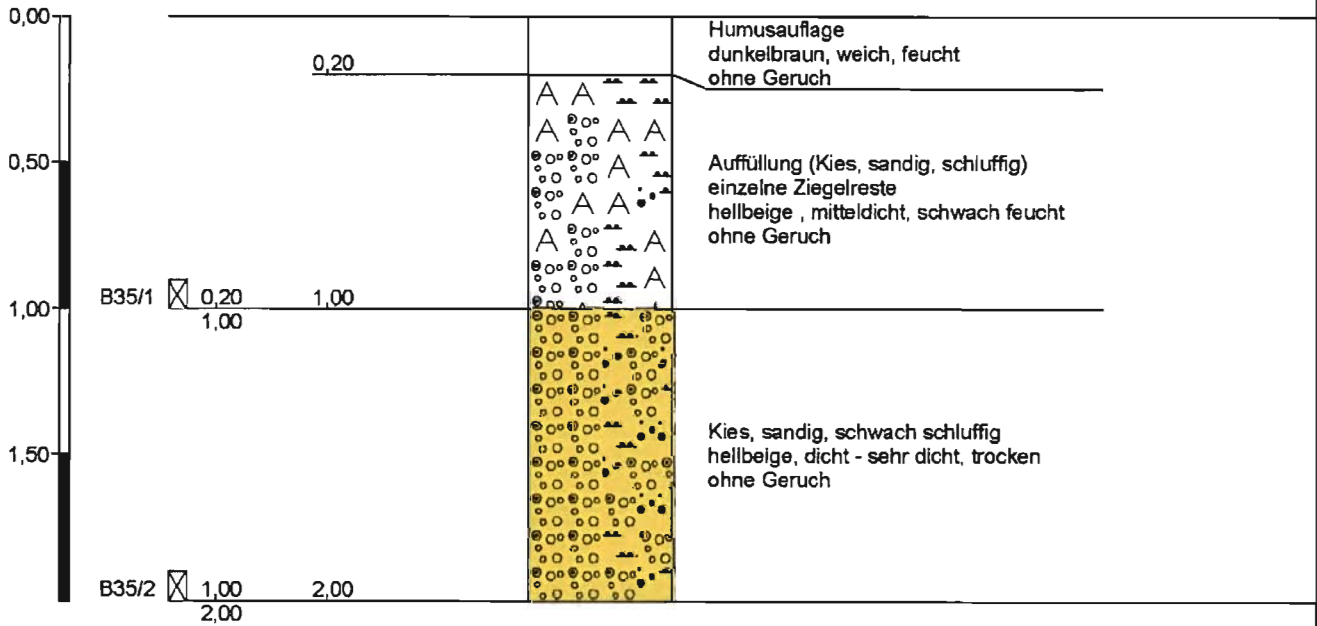 0,00
Humusauflage
dunkelbraun, weich, feucht
ohne Geruch
0,20
0,50
Auffüllung (Kies, sandig, schluffig)
einzelne Ziegelreste
hellbeige , mitteldicht, schwach feucht
ohne Geruch
B35/1 0,20 1,00
1,00
1,00
Kies, sandig, schwach schluffig
hellbeige, dicht - sehr dicht, trocken
ohne Geruch
1,50
B35/2 1,00 2,00
2,00